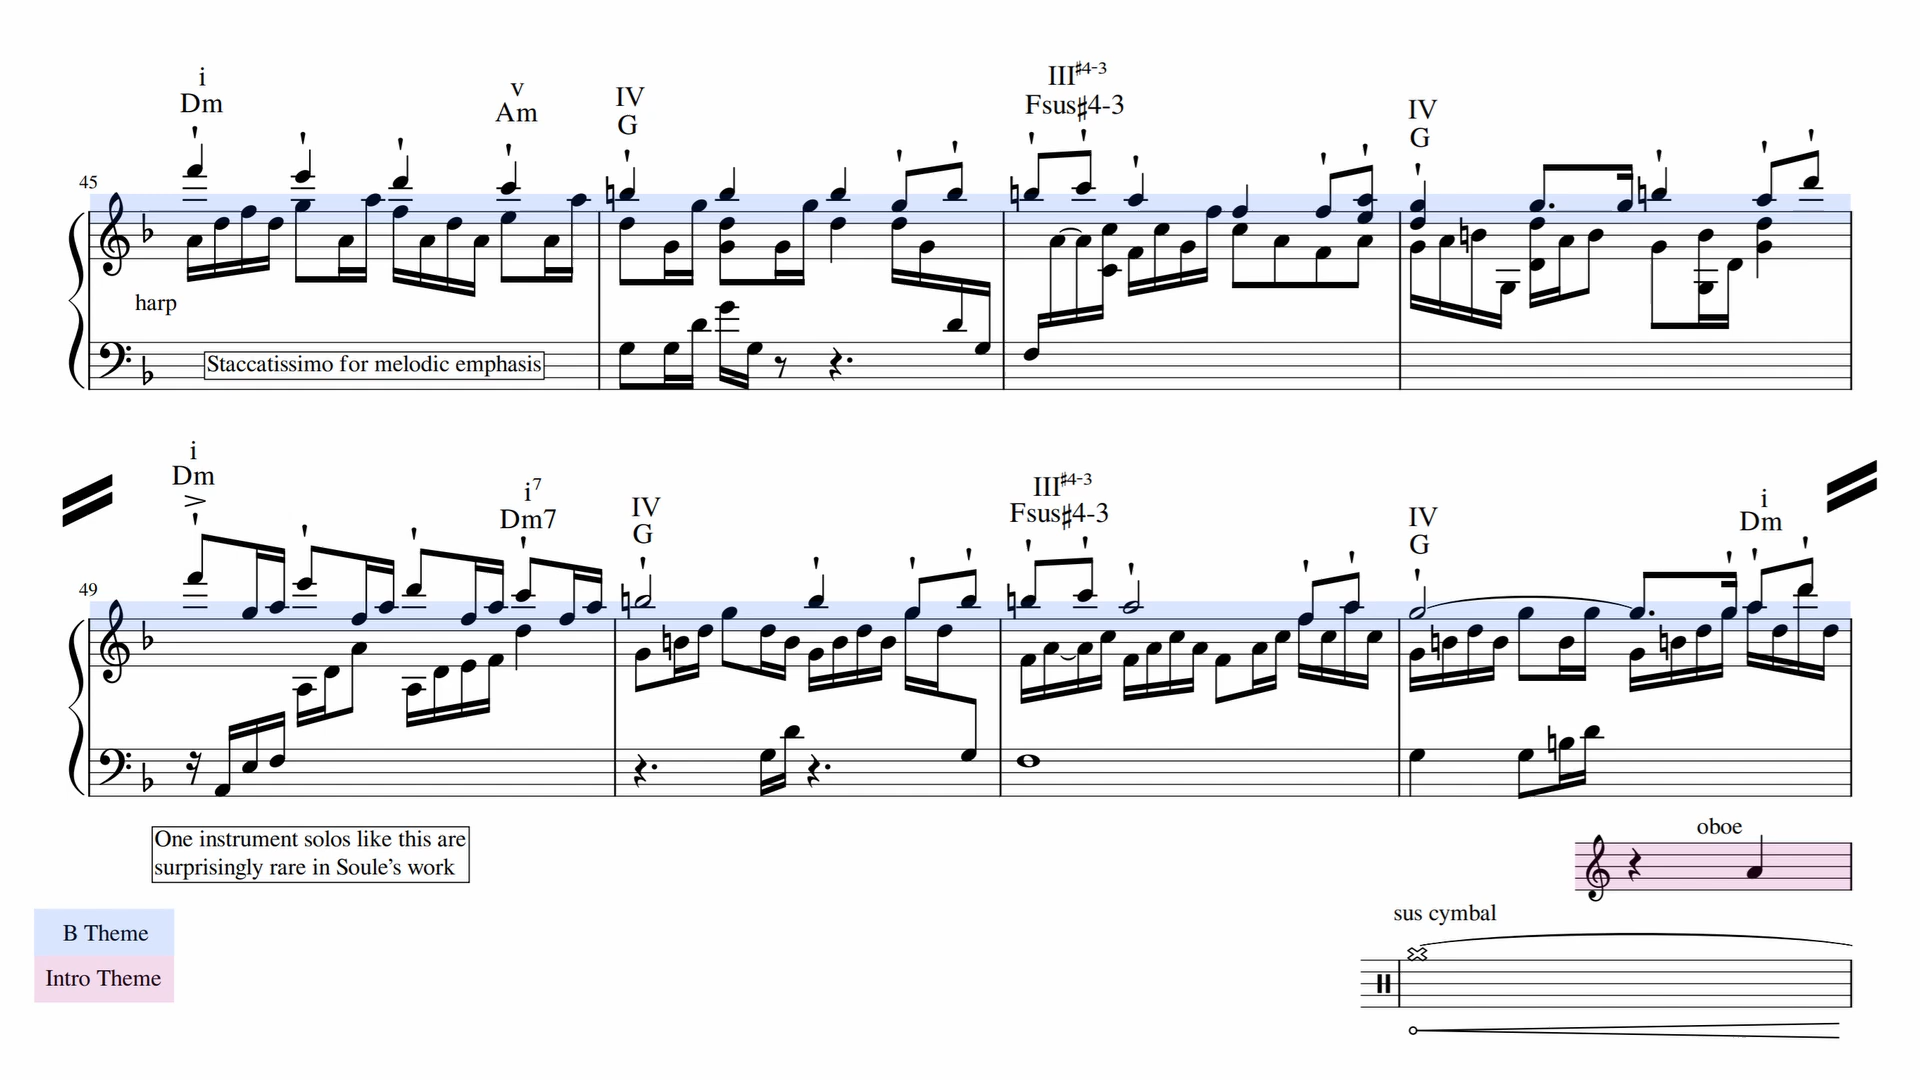 i
Dm
v
Am
IV
G
III♯4-3
Fsus♯4-3
IV
G
45
harp
Staccatissimo for melodic emphasis
i
Dm
i7
Dm7
IV
G
III♯4-3
Fsus♯4-3
IV
G
i
Dm
49
One instrument solos like this are
surprisingly rare in Soule's work
oboe
sus cymbal
B Theme
Intro Theme